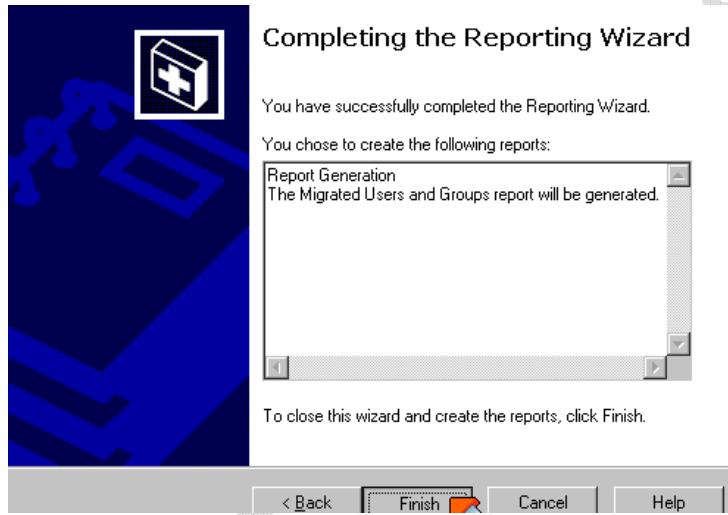 Completing the Reporting Wizard
You have successfully completed the Reporting Wizard.
You chose to create the following reports:
Report Generation
The Migrated Users and Groups report will be generated.
To close this wizard and create the reports, click Finish.
< Back
Finish
Cancel
Help